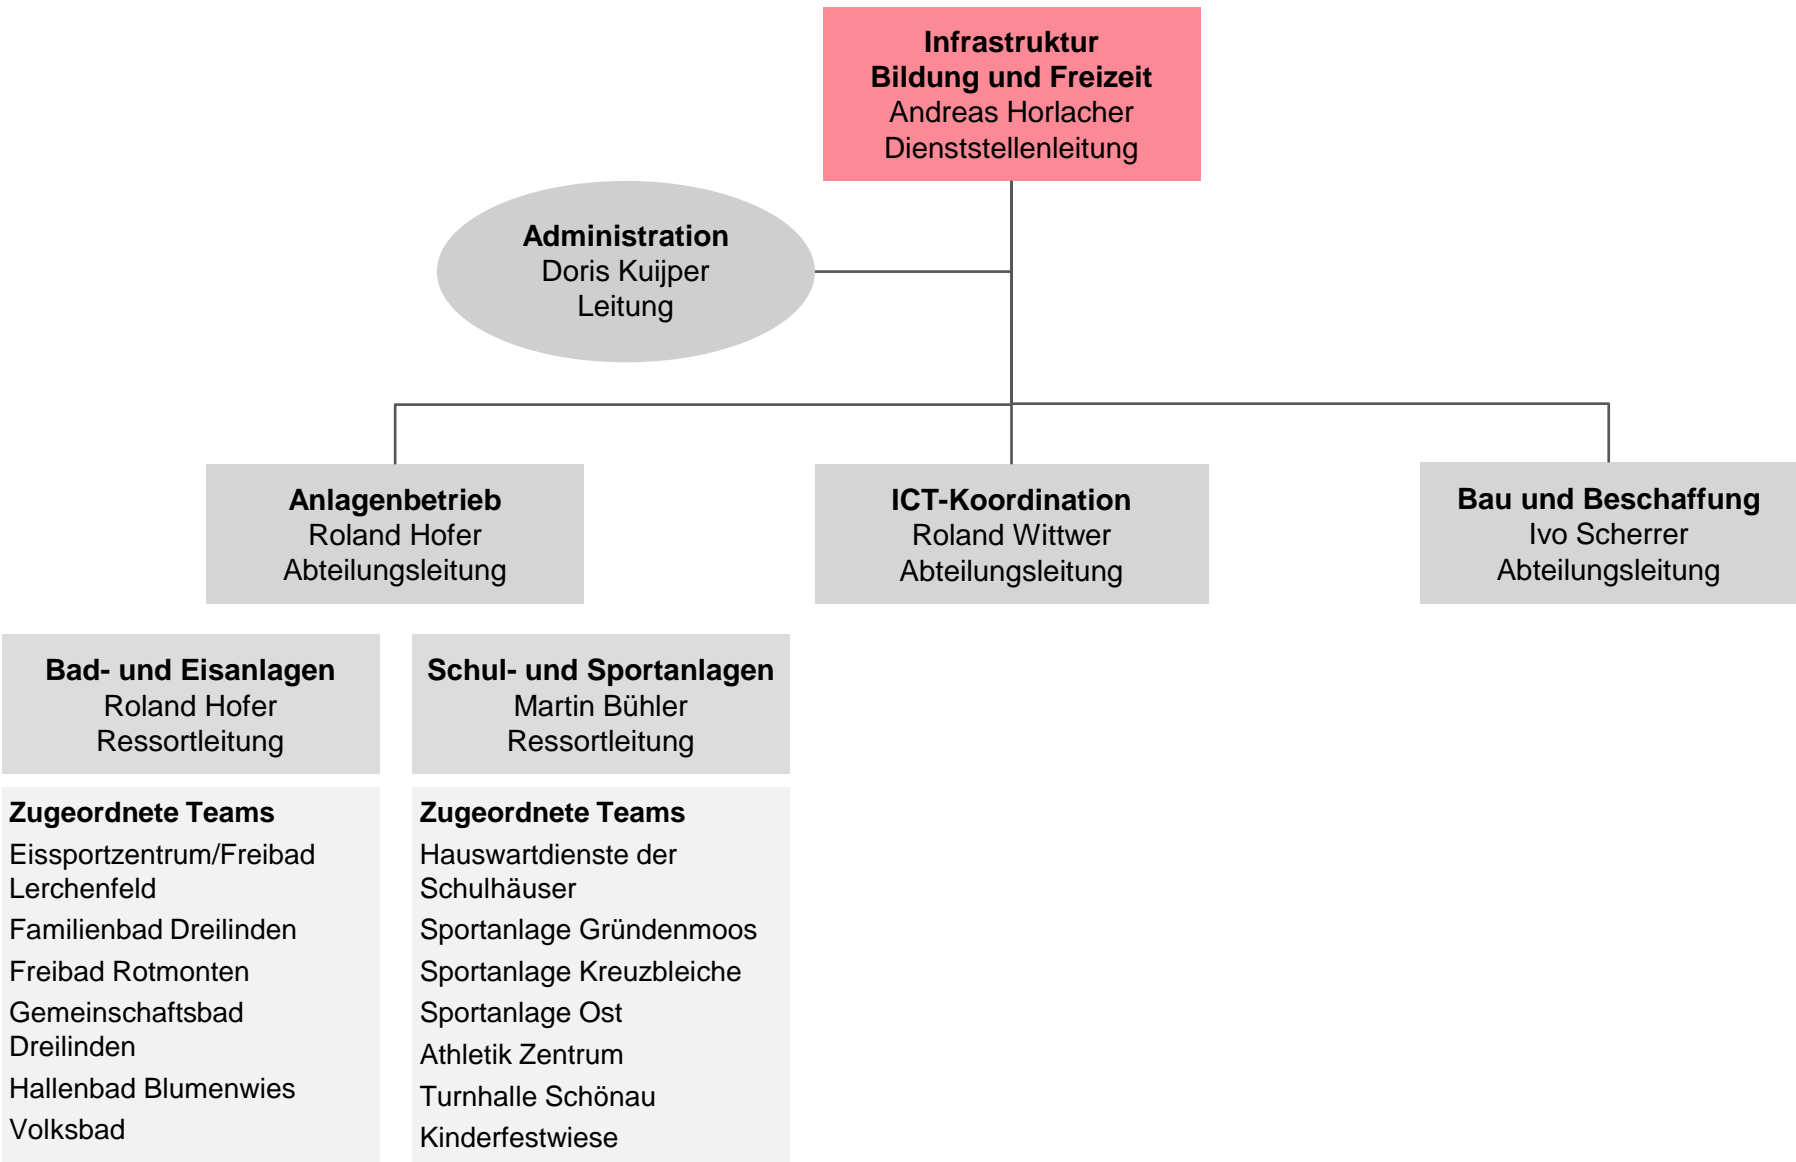 Infrastruktur
Bildung und Freizeit
Andreas Horlacher
Dienststellenleitung
Administration
Doris Kuijper
Leitung
Anlagenbetrieb
Roland Hofer
Abteilungsleitung
ICT-Koordination
Roland Wittwer
Abteilungsleitung
Bau und Beschaffung
Ivo Scherrer
Abteilungsleitung
Bad- und Eisanlagen
Roland Hofer
Ressortleitung
Schul- und Sportanlagen
Martin Bühler
Ressortleitung
Zugeordnete Teams
Eissportzentrum/Freibad
Lerchenfeld
Familienbad Dreilinden
Freibad Rotmonten
Gemeinschaftsbad
Dreilinden
Hallenbad Blumenwies
Volksbad
Zugeordnete Teams
Hauswartdienste der
Schulhäuser
Sportanlage Gründenmoos
Sportanlage Kreuzbleiche
Sportanlage Ost
Athletik Zentrum
Turnhalle Schönau
Kinderfestwiese